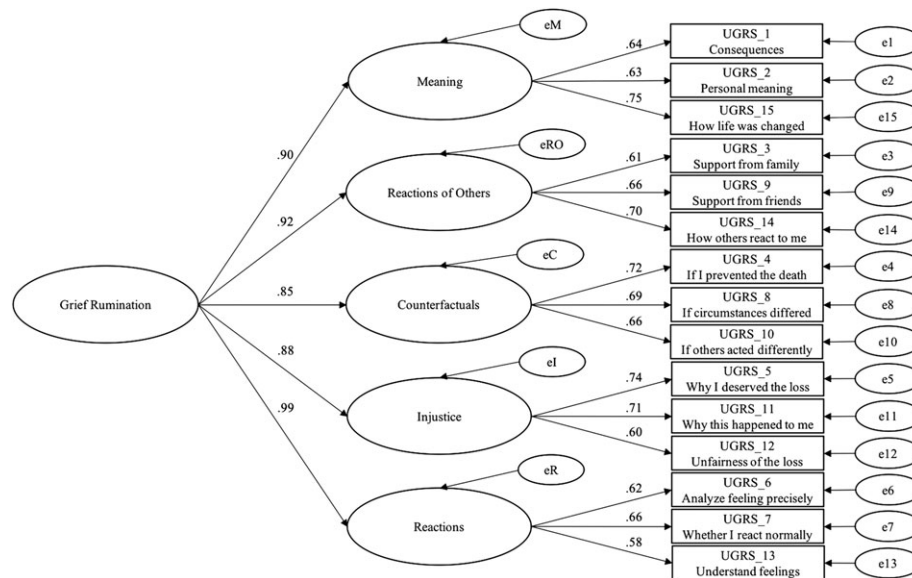 eM
.64
UGRS_1
Consequences
e1
Meaning
.63
UGRS_2
Personal meaning
e2
.75
UGRS_15
How life was changed
e15
.90
eRO
.61
UGRS_3
Support from family
e3
Reactions of Others
.66
UGRS_9
Support from friends
e9
.70
UGRS_14
How others react to me
e14
.92
eC
.72
UGRS_4
If I prevented the death
e4
Grief Rumination
.85
Counterfactuals
.69
UGRS_8
If circumstances differed
e8
.66
UGRS_10
If others acted differently
e10
.88
eI
.74
UGRS_5
Why I deserved the loss
e5
Injustice
.71
UGRS_11
Why this happened to me
e11
.60
UGRS_12
Unfairness of the loss
e12
.99
eR
.62
UGRS_6
Analyze feeling precisely
e6
Reactions
.66
UGRS_7
Whether I react normally
e7
.58
UGRS_13
Understand feelings
e13